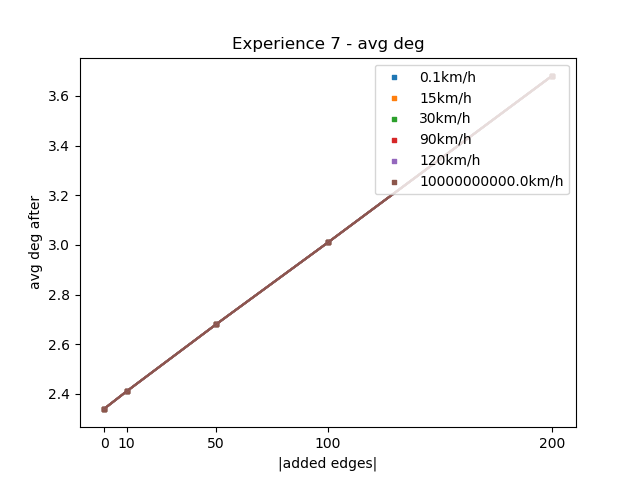 Experience 7 - avg deg
0.1km/h
15km/h
30km/h
90km/h
120km/h
10000000000.0km/h
3.6
3.4
3.2
3.0
2.8
2.6
2.4
avg deg after
0 10 50 100 200
|added edges|